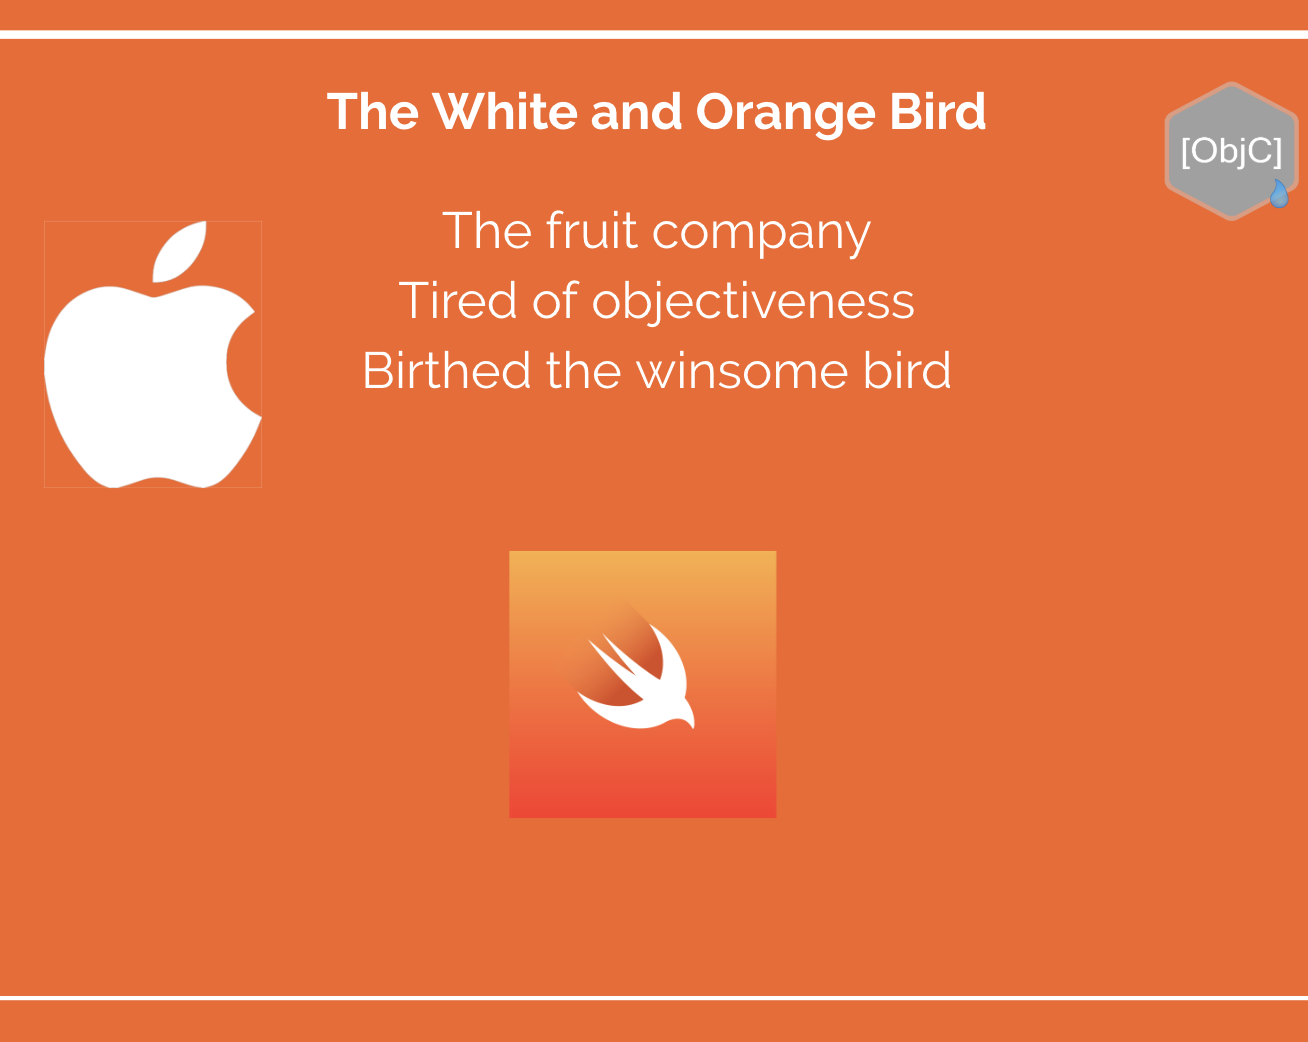 The White and Orange Bird
[ObjC]
The fruit company
Tired of objectiveness
Birthed the winsome bird